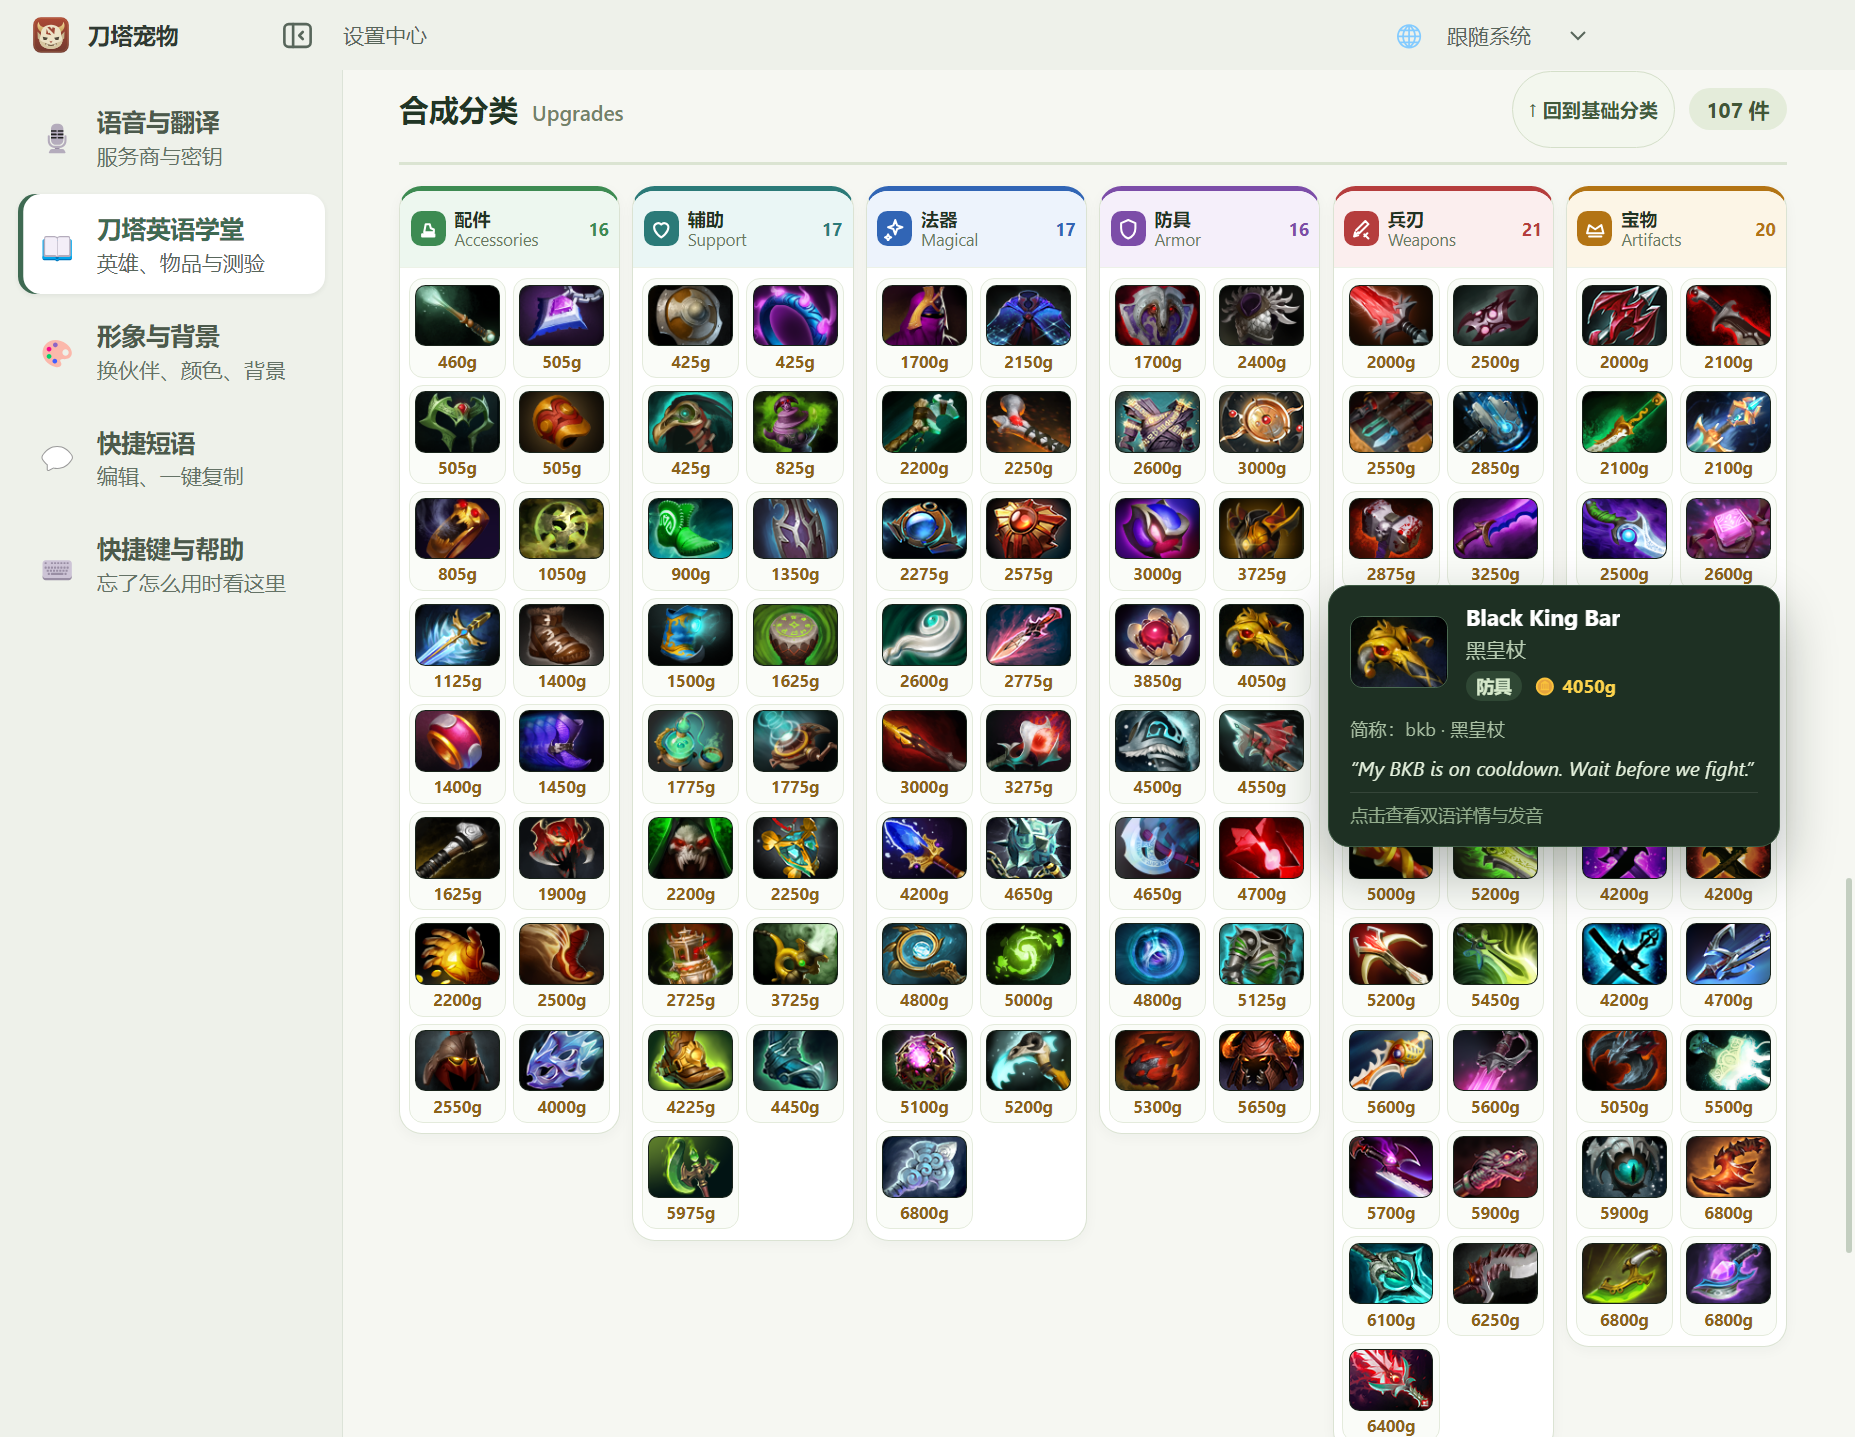 刀塔宠物
设置中心
跟随系统
语音与翻译
服务商与密钥
刀塔英语学堂
英雄、物品与测验
形象与背景
换伙伴、颜色、背景
快捷短语
编辑、一键复制
快捷键与帮助
忘了怎么用时看这里
合成分类 Upgrades
↑ 回到基础分类
107 件
配件
Accessories
16
460g 505g
505g 505g
805g 1050g
1125g 1400g
1400g 1450g
1625g 1900g
2200g 2500g
2550g 4000g
辅助
Support
17
425g 425g
425g 825g
900g 1350g
1500g 1625g
1775g 1775g
2200g 2250g
2725g 3725g
4225g 4450g
5975g
法器
Magical
17
1700g 2150g
2200g 2250g
2275g 2575g
2600g 2775g
3000g 3275g
4200g 4650g
4800g 5000g
5100g 5200g
6800g
防具
Armor
16
1700g 2400g
2600g 3000g
3000g 3725g
3850g 4050g
4500g 4550g
4650g 4700g
4800g 5125g
5300g 5650g
兵刃
Weapons
21
2000g 2500g
2550g 2850g
2875g 3250g
5000g 5200g
5200g 5450g
5600g 5600g
5700g 5900g
6100g 6250g
6400g
宝物
Artifacts
20
2000g 2100g
2100g 2100g
2500g 2600g
4200g 4200g
4200g 4700g
5050g 5500g
5900g 6800g
6800g 6800g
Black King Bar
黑皇杖
防具 4050g
简称：bkb · 黑皇杖
“My BKB is on cooldown. Wait before we fight.”
点击查看双语详情与发音